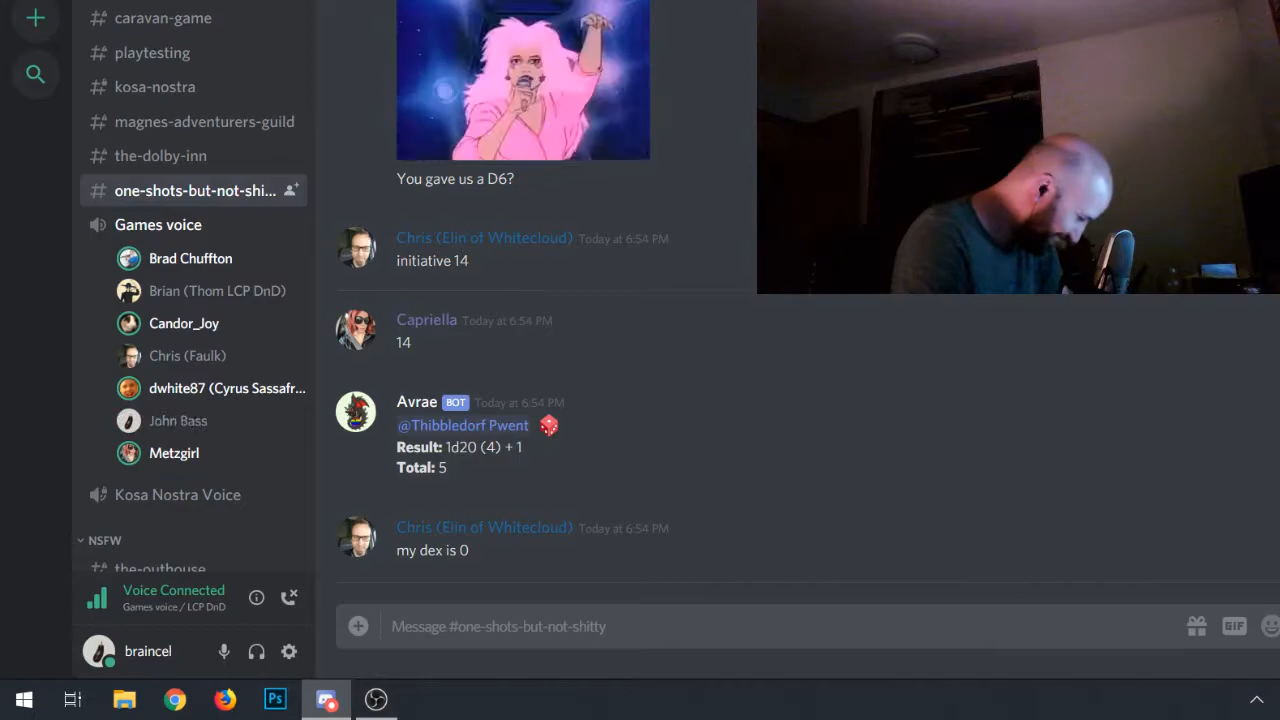 caravan-game
playtesting
kosa-nostra
magnes-adventurers-guild
the-dolby-inn
one-shots-but-not-shi...
Games voice
Brad Chuffton
Brian (Thom LCP DnD)
Candor_Joy
Chris (Faulk)
dwhite87 (Cyrus Sassafr...
John Bass
Metzgirl
Kosa Nostra Voice
NSFW
the-outhouse
Voice Connected
Games voice / LCP DnD
braincel
You gave us a D6?
Chris (Elin of Whitecloud) Today at 6:54 PM
initiative 14
Capriella Today at 6:54 PM
14
Avrae BOT Today at 6:54 PM
@Thibbledorf Pwent
Result: 1d20 (4) + 1
Total: 5
Chris (Elin of Whitecloud) Today at 6:54 PM
my dex is 0
Message #one-shots-but-not-shitty
GIF
Ps